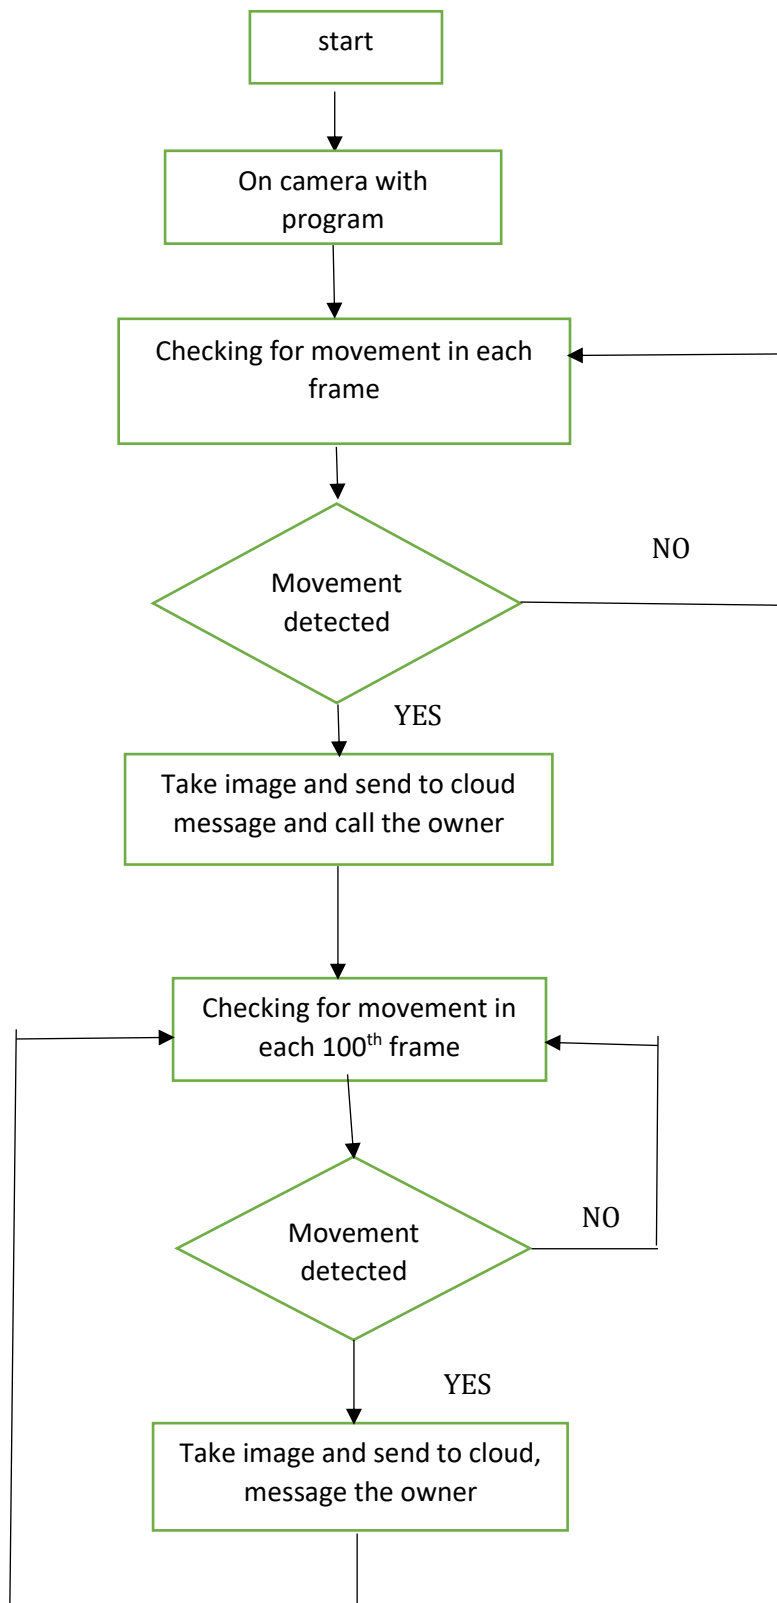 start
On camera with
program
Checking for movement in each
frame
Movement
detected
NO
YES
Take image and send to cloud
message and call the owner
Checking for movement in
each 100th frame
Movement
detected
NO
YES
Take image and send to cloud,
message the owner